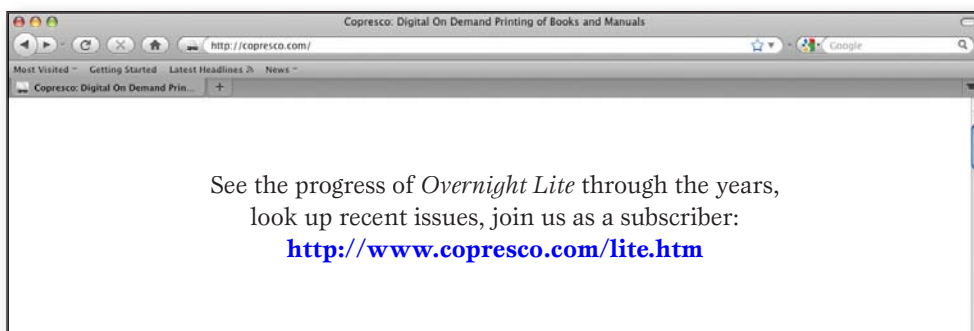 Copresco: Digital On Demand Printing of Books and Manuals
http://copresco.com/
Google
Most Visited Getting Started Latest Headlines News
Copresco: Digital On Demand Prin... +
See the progress of Overnight Lite through the years,
look up recent issues, join us as a subscriber:
http://www.copresco.com/lite.htm